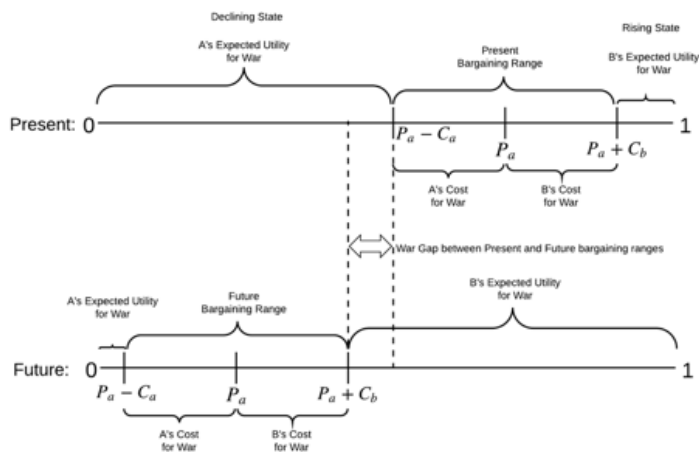 Declining State
A's Expected Utility
for War
Rising State
B's Expected Utility
for War
Present
Bargaining Range
Present: 0
1
P_a − C_a
P_a
P_a + C_b
A's Cost
for War
B's Cost
for War
War Gap between Present and Future bargaining ranges
A's Expected Utility
for War
Future
Bargaining Range
B's Expected Utility
for War
Future: 0
1
P_a − C_a
P_a
P_a + C_b
A's Cost
for War
B's Cost
for War